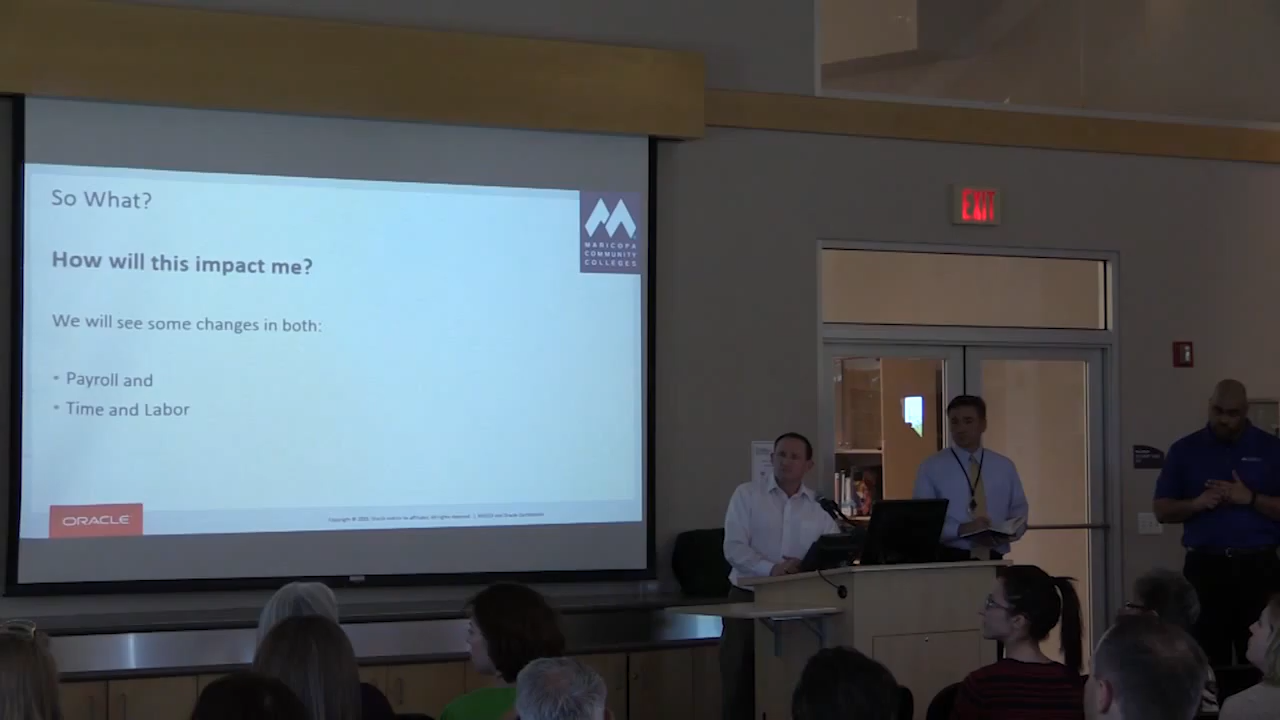 So What?
How will this impact me?
We will see some changes in both:
• Payroll and
• Time and Labor
MARICOPA
COMMUNITY
COLLEGES
ORACLE
EXIT